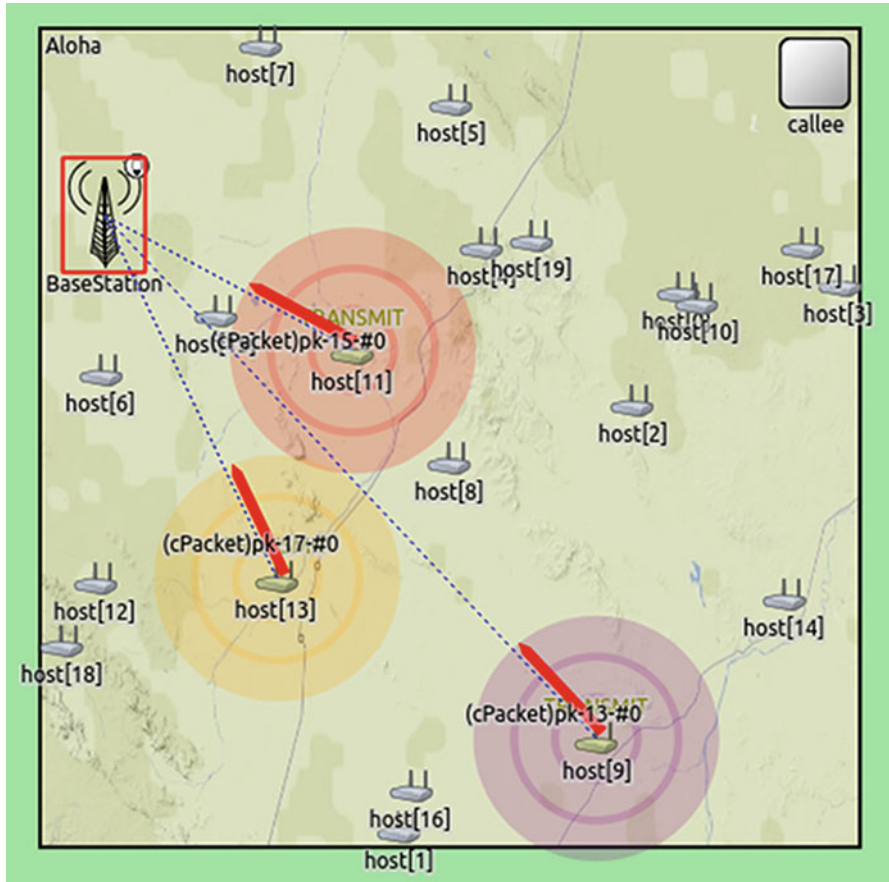 Aloha
host[7]
host[5]
callee
BaseStation
host[19]
host[17]
host[3]
host[10]
TRANSMIT
(cPacket)pk-15-#0
host[11]
host[6]
host[2]
host[8]
(cPacket)pk-17-#0
host[13]
host[12]
host[14]
host[18]
TRANSMIT
(cPacket)pk-13-#0
host[9]
host[16]
host[1]